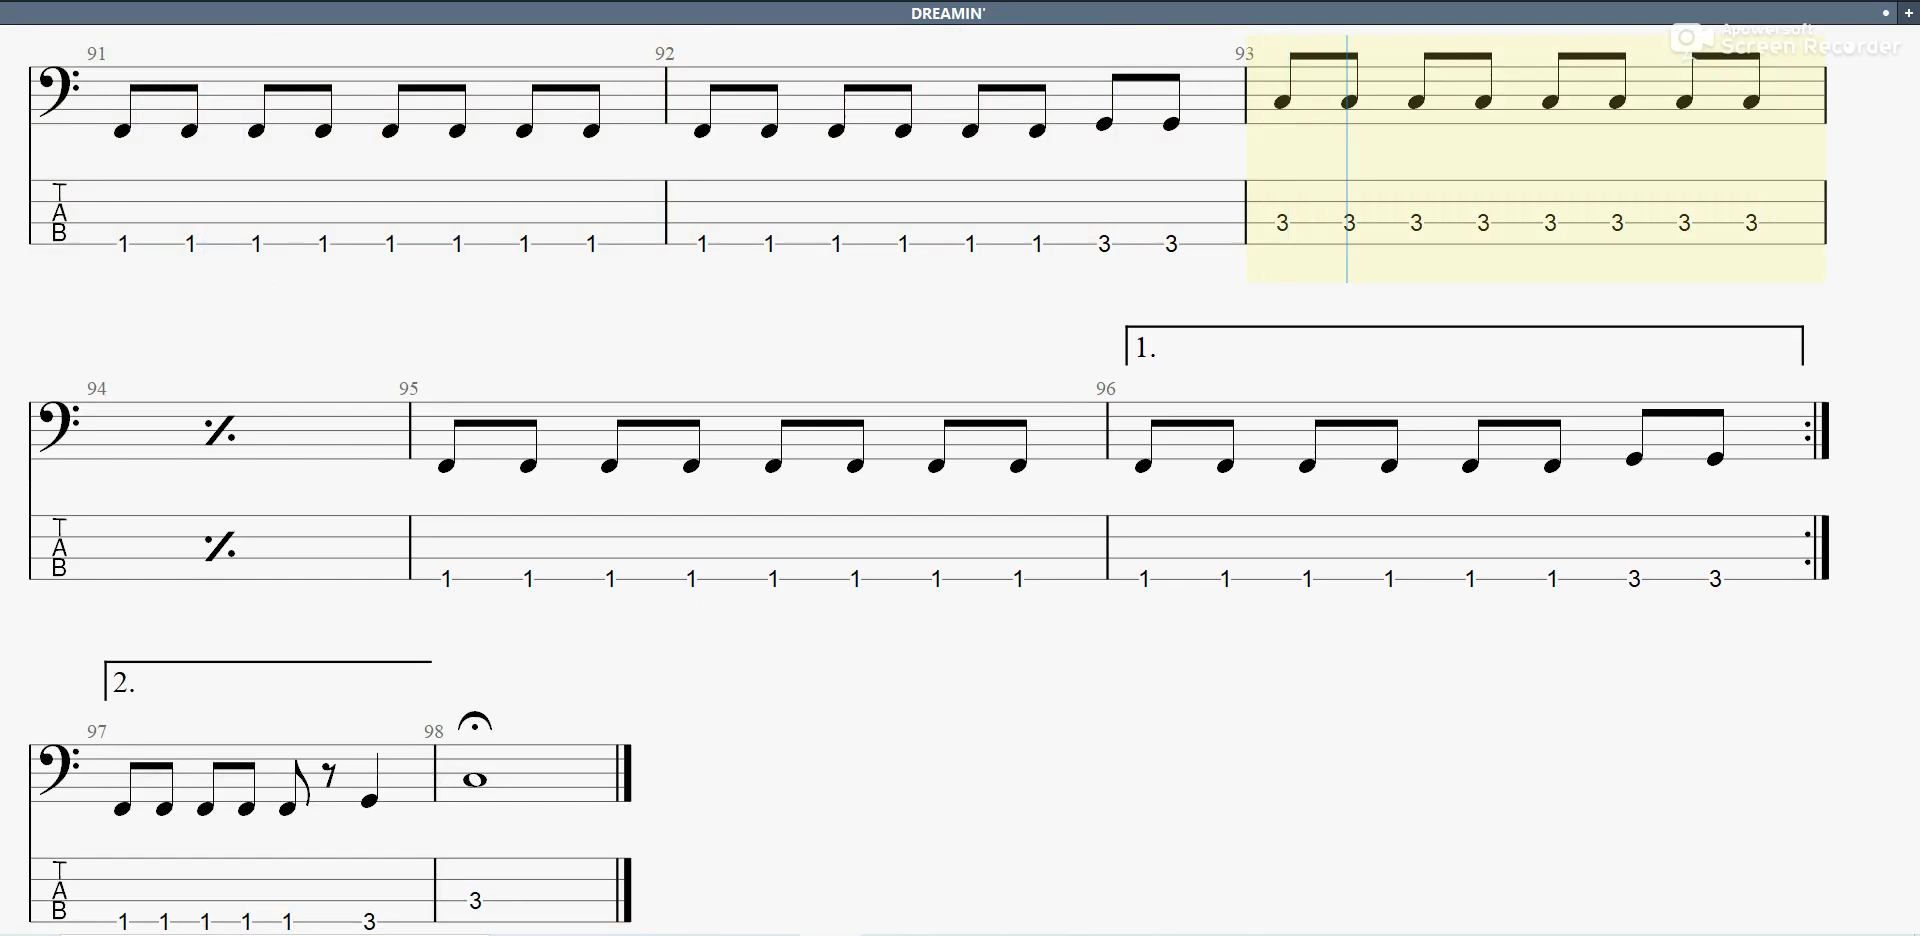 DREAMIN'
Apowersoft
Screen Recorder
91 92 93
T
A
B
1 1 1 1 1 1 1 1 1 1 1 1 1 1 3 3 3 3 3 3 3 3 3 3
1.
94 95 96
T
A
B
1 1 1 1 1 1 1 1 1 1 1 1 1 1 3 3
2.
97 98
T
A
B
3
1 1 1 1 1 3